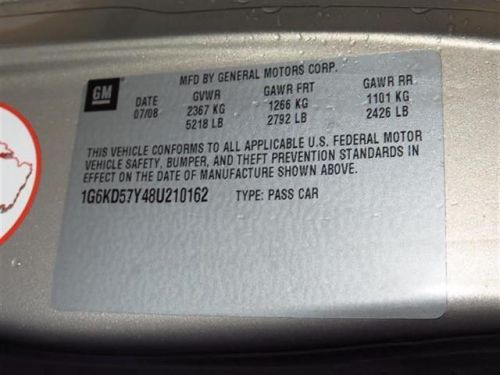 MFD BY GENERAL MOTORS CORP.
GM DATE GVWR GAWR FRT GAWR RR
07/08 2367 KG 1266 KG 1101 KG
5218 LB 2792 LB 2426 LB
THIS VEHICLE CONFORMS TO ALL APPLICABLE U.S. FEDERAL MOTOR
VEHICLE SAFETY, BUMPER, AND THEFT PREVENTION STANDARDS IN
EFFECT ON THE DATE OF MANUFACTURE SHOWN ABOVE.
1G6KD57Y48U210162 TYPE: PASS CAR